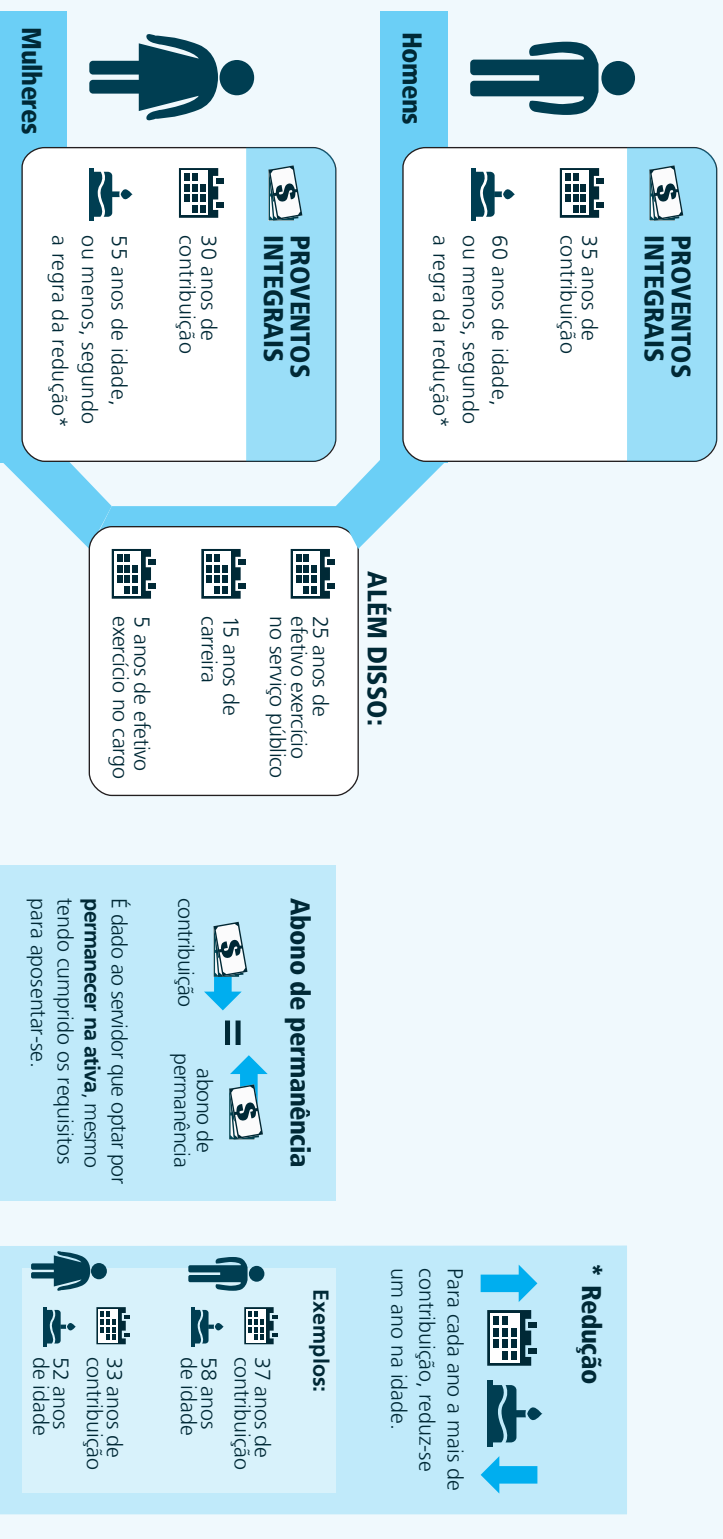 Homens
PROVENTOS
INTEGRAIS
35 anos de
contribuição
60 anos de idade,
ou menos, segundo
a regra da redução*
Mulheres
PROVENTOS
INTEGRAIS
30 anos de
contribuição
55 anos de idade,
ou menos, segundo
a regra da redução*
ALÉM DISSO:
25 anos de
efetivo exercício
no serviço público
15 anos de
carreira
5 anos de efetivo
exercício no cargo
Abono de permanência
contribuição
=
abono de
permanência
É dado ao servidor que optar por
permanecer na ativa, mesmo
tendo cumprido os requisitos
para aposentar-se.
* Redução
Para cada ano a mais de
contribuição, reduz-se
um ano na idade.
Exemplos:
37 anos de
contribuição
58 anos
de idade
33 anos de
contribuição
52 anos
de idade